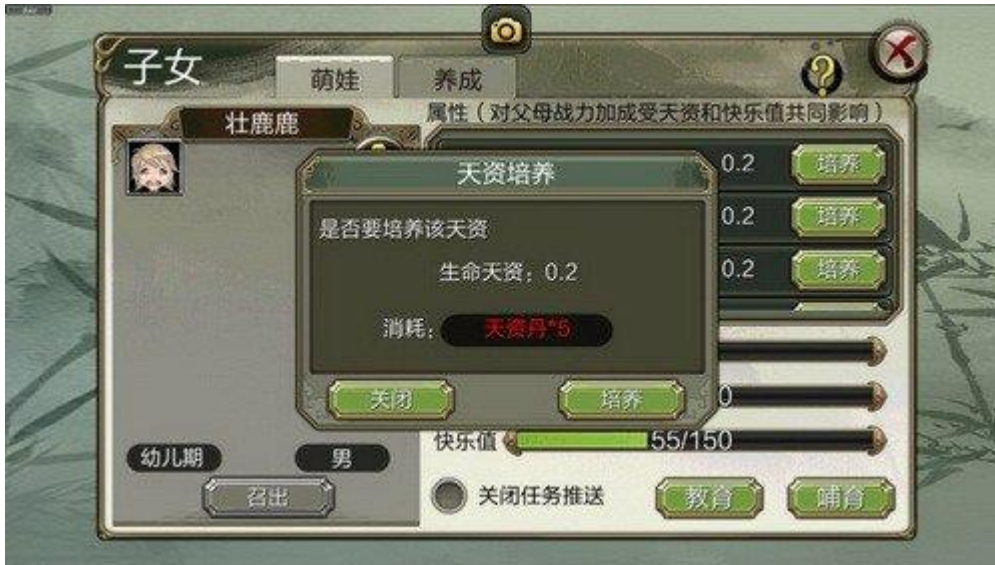 子女
萌娃
养成
壮鹿鹿
属性（对父母战力加成受天资和快乐值共同影响）
0.2
培养
0.2
培养
0.2
培养
天资培养
是否要培养该天资
生命天资：0.2
消耗：
天资丹*5
关闭
培养
0
快乐值
55/150
幼儿期
男
召出
关闭任务推送
教育
哺育